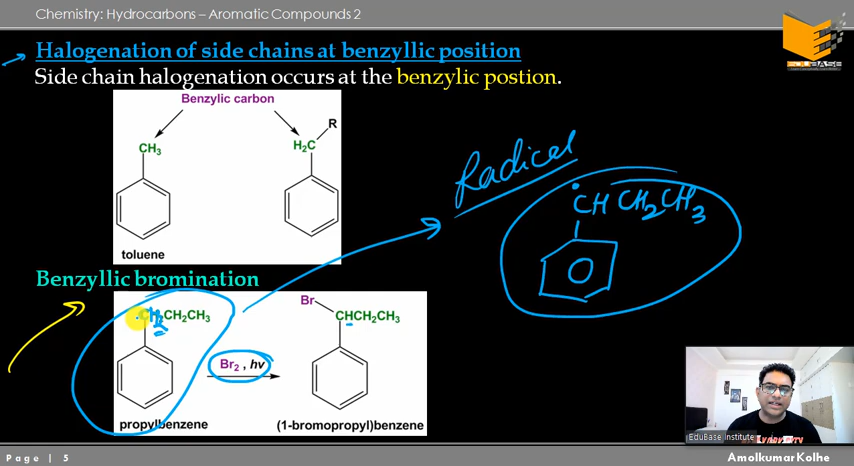 Chemistry: Hydrocarbons – Aromatic Compounds 2
EDUBASE
Halogenation of side chains at benzyllic position
Side chain halogenation occurs at the benzylic postion.
Benzylic carbon
R
CH3
H2C
toluene
Radical
CH CH2CH3
Benzyllic bromination
Br
CH2CH2CH3
CHCH2CH3
Br2 , hv
propylbenzene
(1-bromopropyl)benzene
EduBase Institute
Page | 5
AmolkumarKolhe